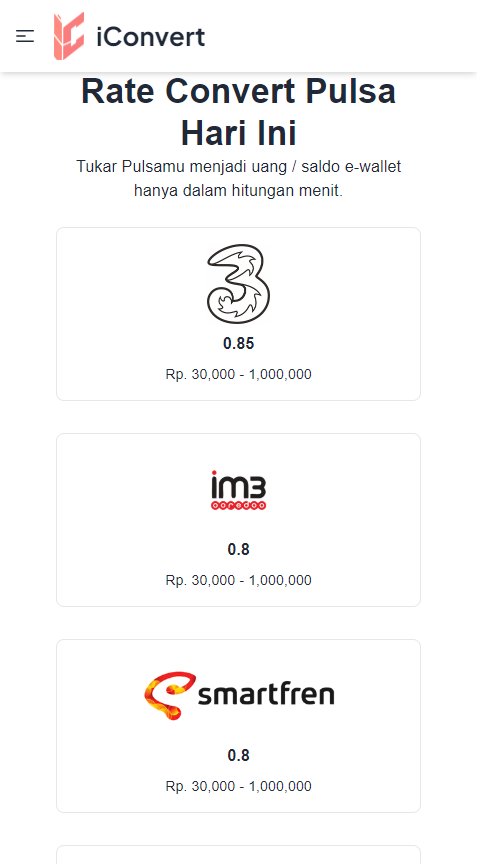 iConvert
Rate Convert Pulsa
Hari Ini
Tukar Pulsamu menjadi uang / saldo e-wallet
hanya dalam hitungan menit.
3
0.85
Rp. 30,000 - 1,000,000
im3
ooredoo
0.8
Rp. 30,000 - 1,000,000
smartfren
0.8
Rp. 30,000 - 1,000,000